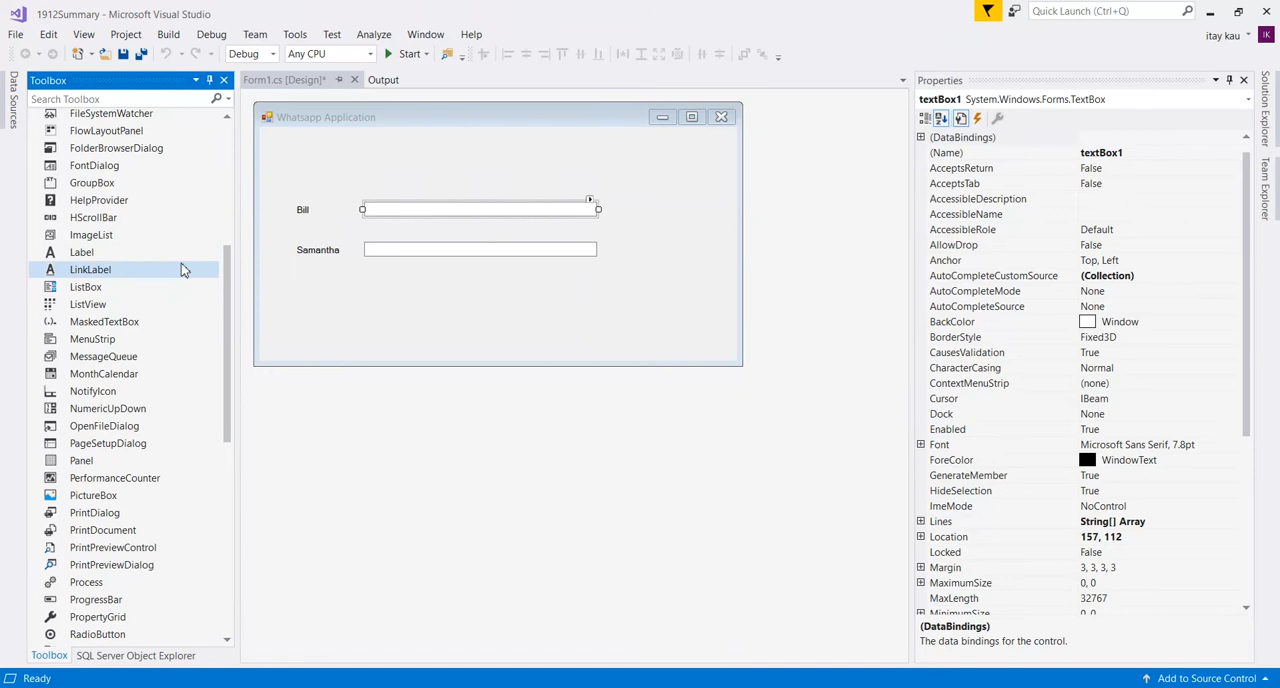 1912Summary - Microsoft Visual Studio
Quick Launch (Ctrl+Q)
File Edit View Project Build Debug Team Tools Test Analyze Window Help
itay kau IK
Debug Any CPU Start
Data Sources
Toolbox
Search Toolbox
FileSystemWatcher
FlowLayoutPanel
FolderBrowserDialog
FontDialog
GroupBox
HelpProvider
HScrollBar
ImageList
Label
LinkLabel
ListBox
ListView
MaskedTextBox
MenuStrip
MessageQueue
MonthCalendar
NotifyIcon
NumericUpDown
OpenFileDialog
PageSetupDialog
Panel
PerformanceCounter
PictureBox
PrintDialog
PrintDocument
PrintPreviewControl
PrintPreviewDialog
Process
ProgressBar
PropertyGrid
RadioButton
Toolbox SQL Server Object Explorer
Form1.cs [Design]* Output
Whatsapp Application
Bill
Samantha
Properties
textBox1 System.Windows.Forms.TextBox
(DataBindings)
(Name) textBox1
AcceptsReturn False
AcceptsTab False
AccessibleDescription
AccessibleName
AccessibleRole Default
AllowDrop False
Anchor Top, Left
AutoCompleteCustomSource (Collection)
AutoCompleteMode None
AutoCompleteSource None
BackColor Window
BorderStyle Fixed3D
CausesValidation True
CharacterCasing Normal
ContextMenuStrip (none)
Cursor IBeam
Dock None
Enabled True
Font Microsoft Sans Serif, 7.8pt
ForeColor WindowText
GenerateMember True
HideSelection True
ImeMode NoControl
Lines String[] Array
Location 157, 112
Locked False
Margin 3, 3, 3, 3
MaximumSize 0, 0
MaxLength 32767
MinimumSize 0, 0
(DataBindings)
The data bindings for the control.
Solution Explorer
Team Explorer
Ready
Add to Source Control